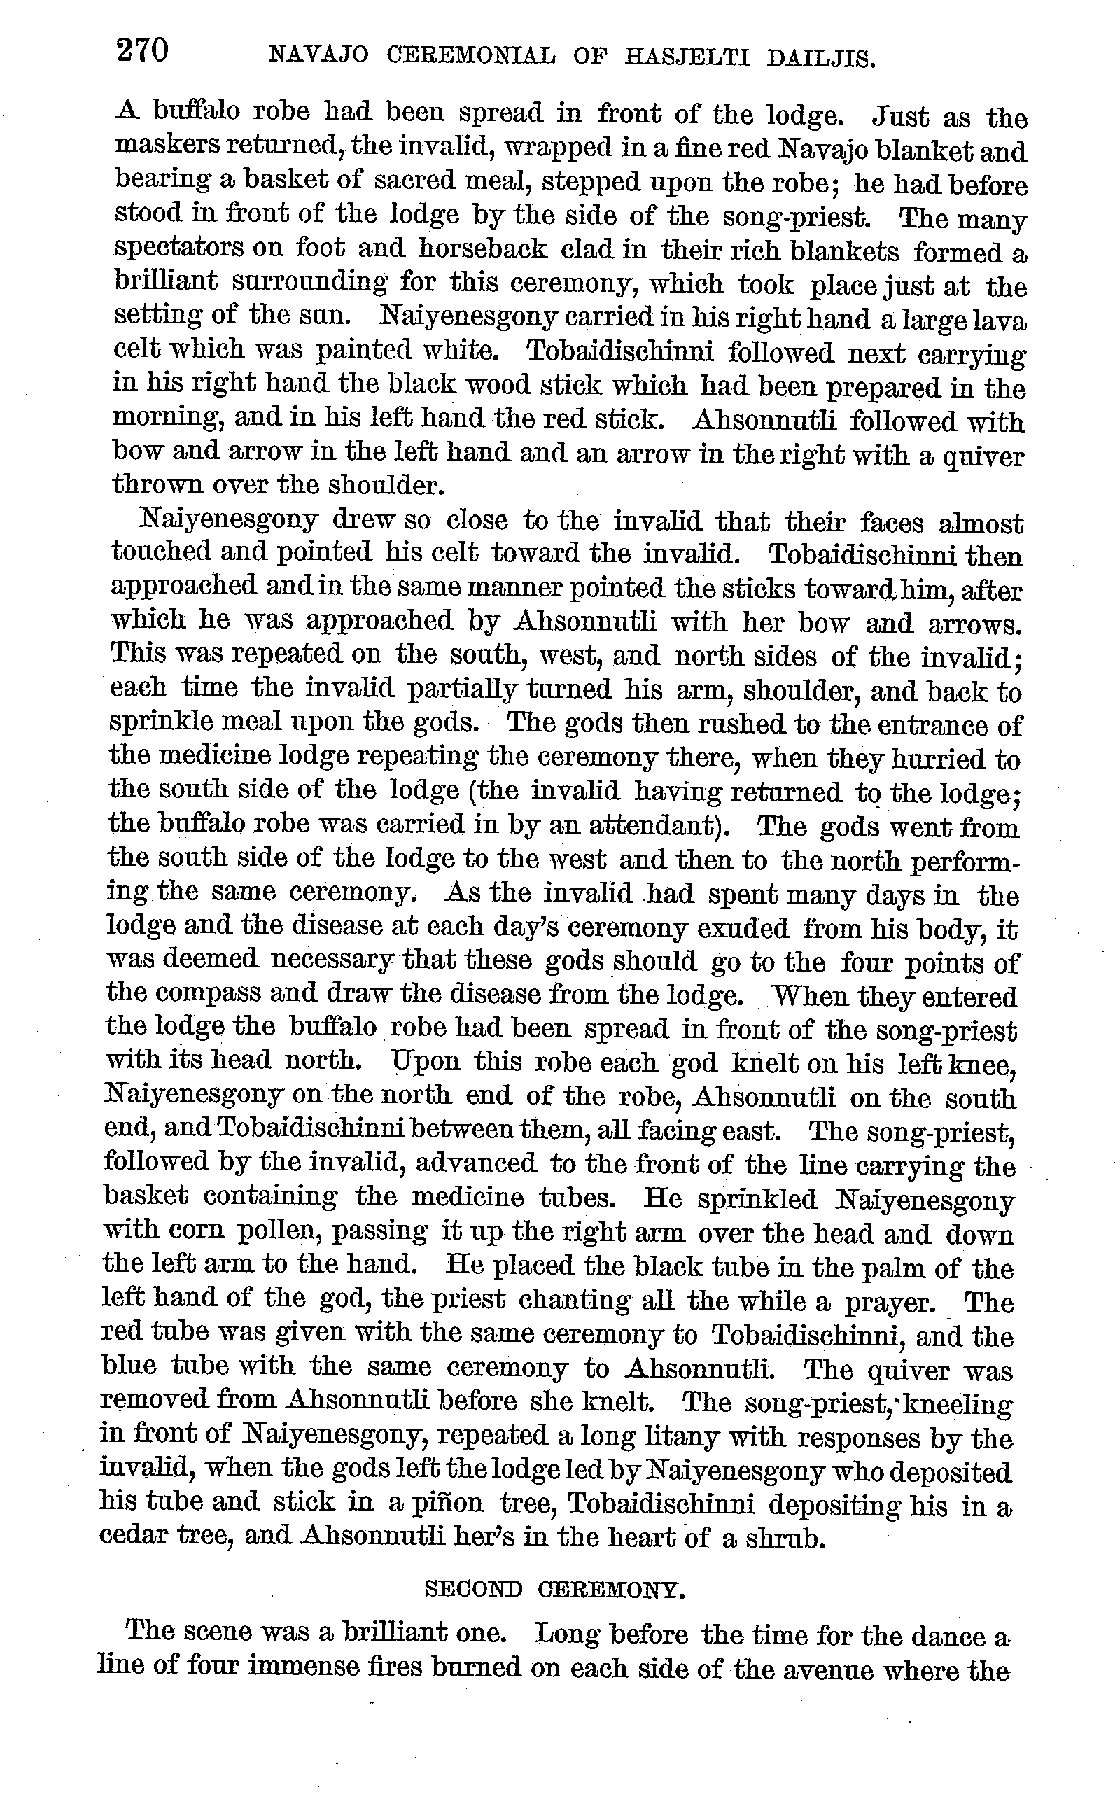 270 NAVAJO CEREMONIAL OF HASJELTI DAILJIS.
A buffalo robe had been spread in front of the lodge. Just as the
maskers returned, the invalid, wrapped in a fine red Navajo blanket and
bearing a basket of sacred meal, stepped upon the robe; he had before
stood in front of the lodge by the side of the song-priest. The many
spectators on foot and horseback clad in their rich blankets formed a
brilliant surrounding for this ceremony, which took place just at the
setting of the sun. Naiyenesgony carried in his right hand a large lava
celt which was painted white. Tobaidischinni followed next carrying
in his right hand the black wood stick which had been prepared in the
morning, and in his left hand the red stick. Ahsonnutli followed with
bow and arrow in the left hand and an arrow in the right with a quiver
thrown over the shoulder.
Naiyenesgony drew so close to the invalid that their faces almost
touched and pointed his celt toward the invalid. Tobaidischinni then
approached and in the same manner pointed the sticks toward him, after
which he was approached by Ahsonnutli with her bow and arrows.
This was repeated on the south, west, and north sides of the invalid;
each time the invalid partially turned his arm, shoulder, and back to
sprinkle meal upon the gods. The gods then rushed to the entrance of
the medicine lodge repeating the ceremony there, when they hurried to
the south side of the lodge (the invalid having returned to the lodge;
the buffalo robe was carried in by an attendant). The gods went from
the south side of the lodge to the west and then to the north perform-
ing the same ceremony. As the invalid had spent many days in the
lodge and the disease at each day's ceremony exuded from his body, it
was deemed necessary that these gods should go to the four points of
the compass and draw the disease from the lodge. When they entered
the lodge the buffalo robe had been spread in front of the song-priest
with its head north. Upon this robe each god knelt on his left knee,
Naiyenesgony on the north end of the robe, Ahsonnutli on the south
end, and Tobaidischinni between them, all facing east. The song-priest,
followed by the invalid, advanced to the front of the line carrying the
basket containing the medicine tubes. He sprinkled Naiyenesgony
with corn pollen, passing it up the right arm over the head and down
the left arm to the hand. He placed the black tube in the palm of the
left hand of the god, the priest chanting all the while a prayer. The
red tube was given with the same ceremony to Tobaidischinni, and the
blue tube with the same ceremony to Ahsonnutli. The quiver was
removed from Ahsonnutli before she knelt. The song-priest, kneeling
in front of Naiyenesgony, repeated a long litany with responses by the
invalid, when the gods left the lodge led by Naiyenesgony who deposited
his tube and stick in a piñon tree, Tobaidischinni depositing his in a
cedar tree, and Ahsonnutli her's in the heart of a shrub.
SECOND CEREMONY.
The scene was a brilliant one. Long before the time for the dance a
line of four immense fires burned on each side of the avenue where the